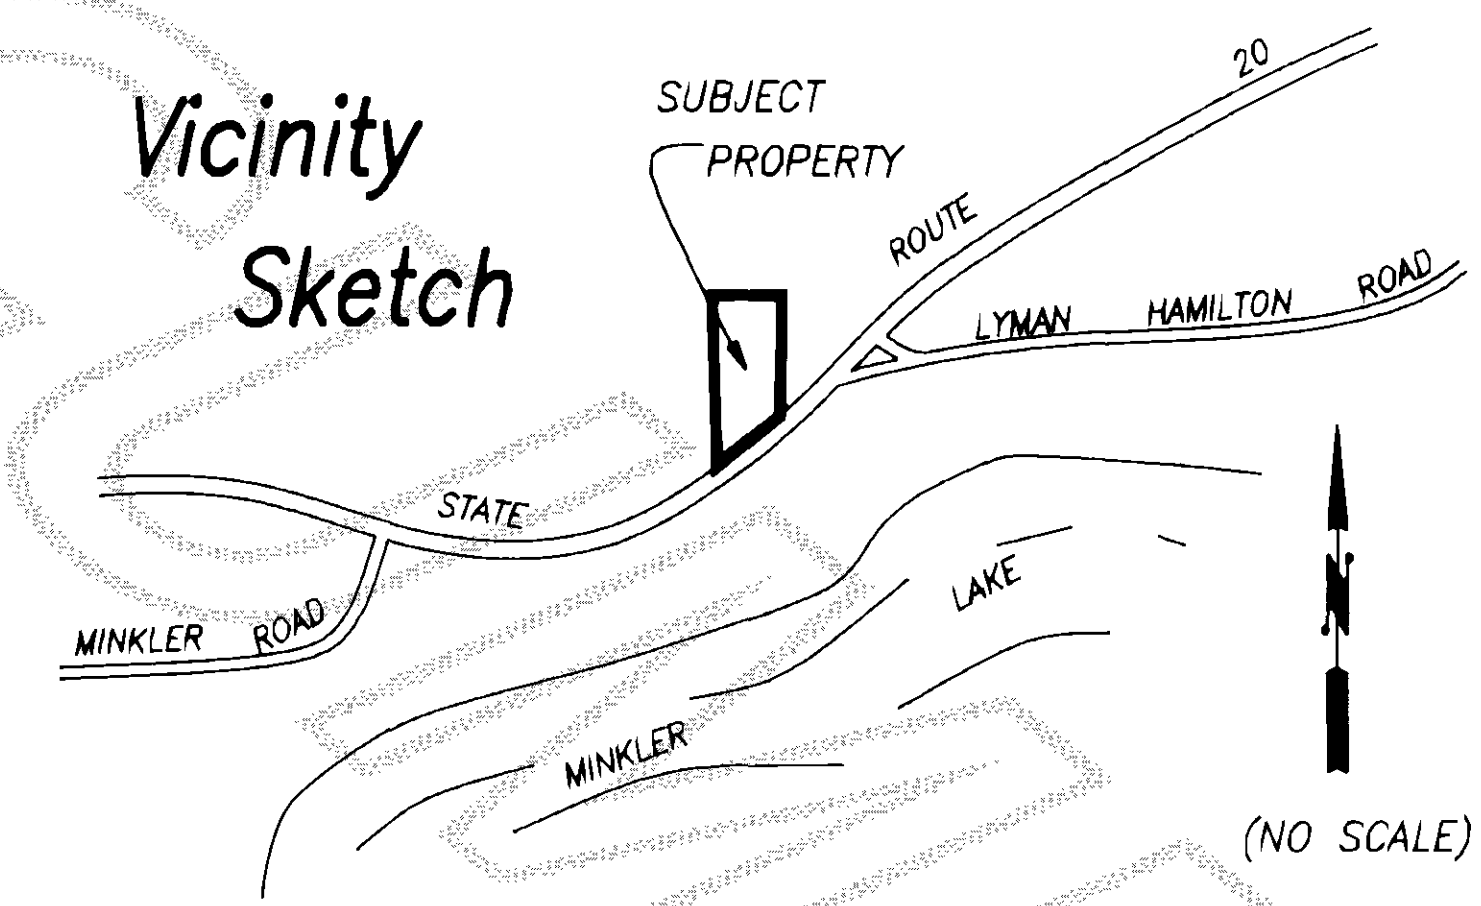 Vicinity
Sketch
SUBJECT
PROPERTY
STATE ROUTE 20
LYMAN HAMILTON ROAD
MINKLER ROAD
MINKLER LAKE
N
(NO SCALE)